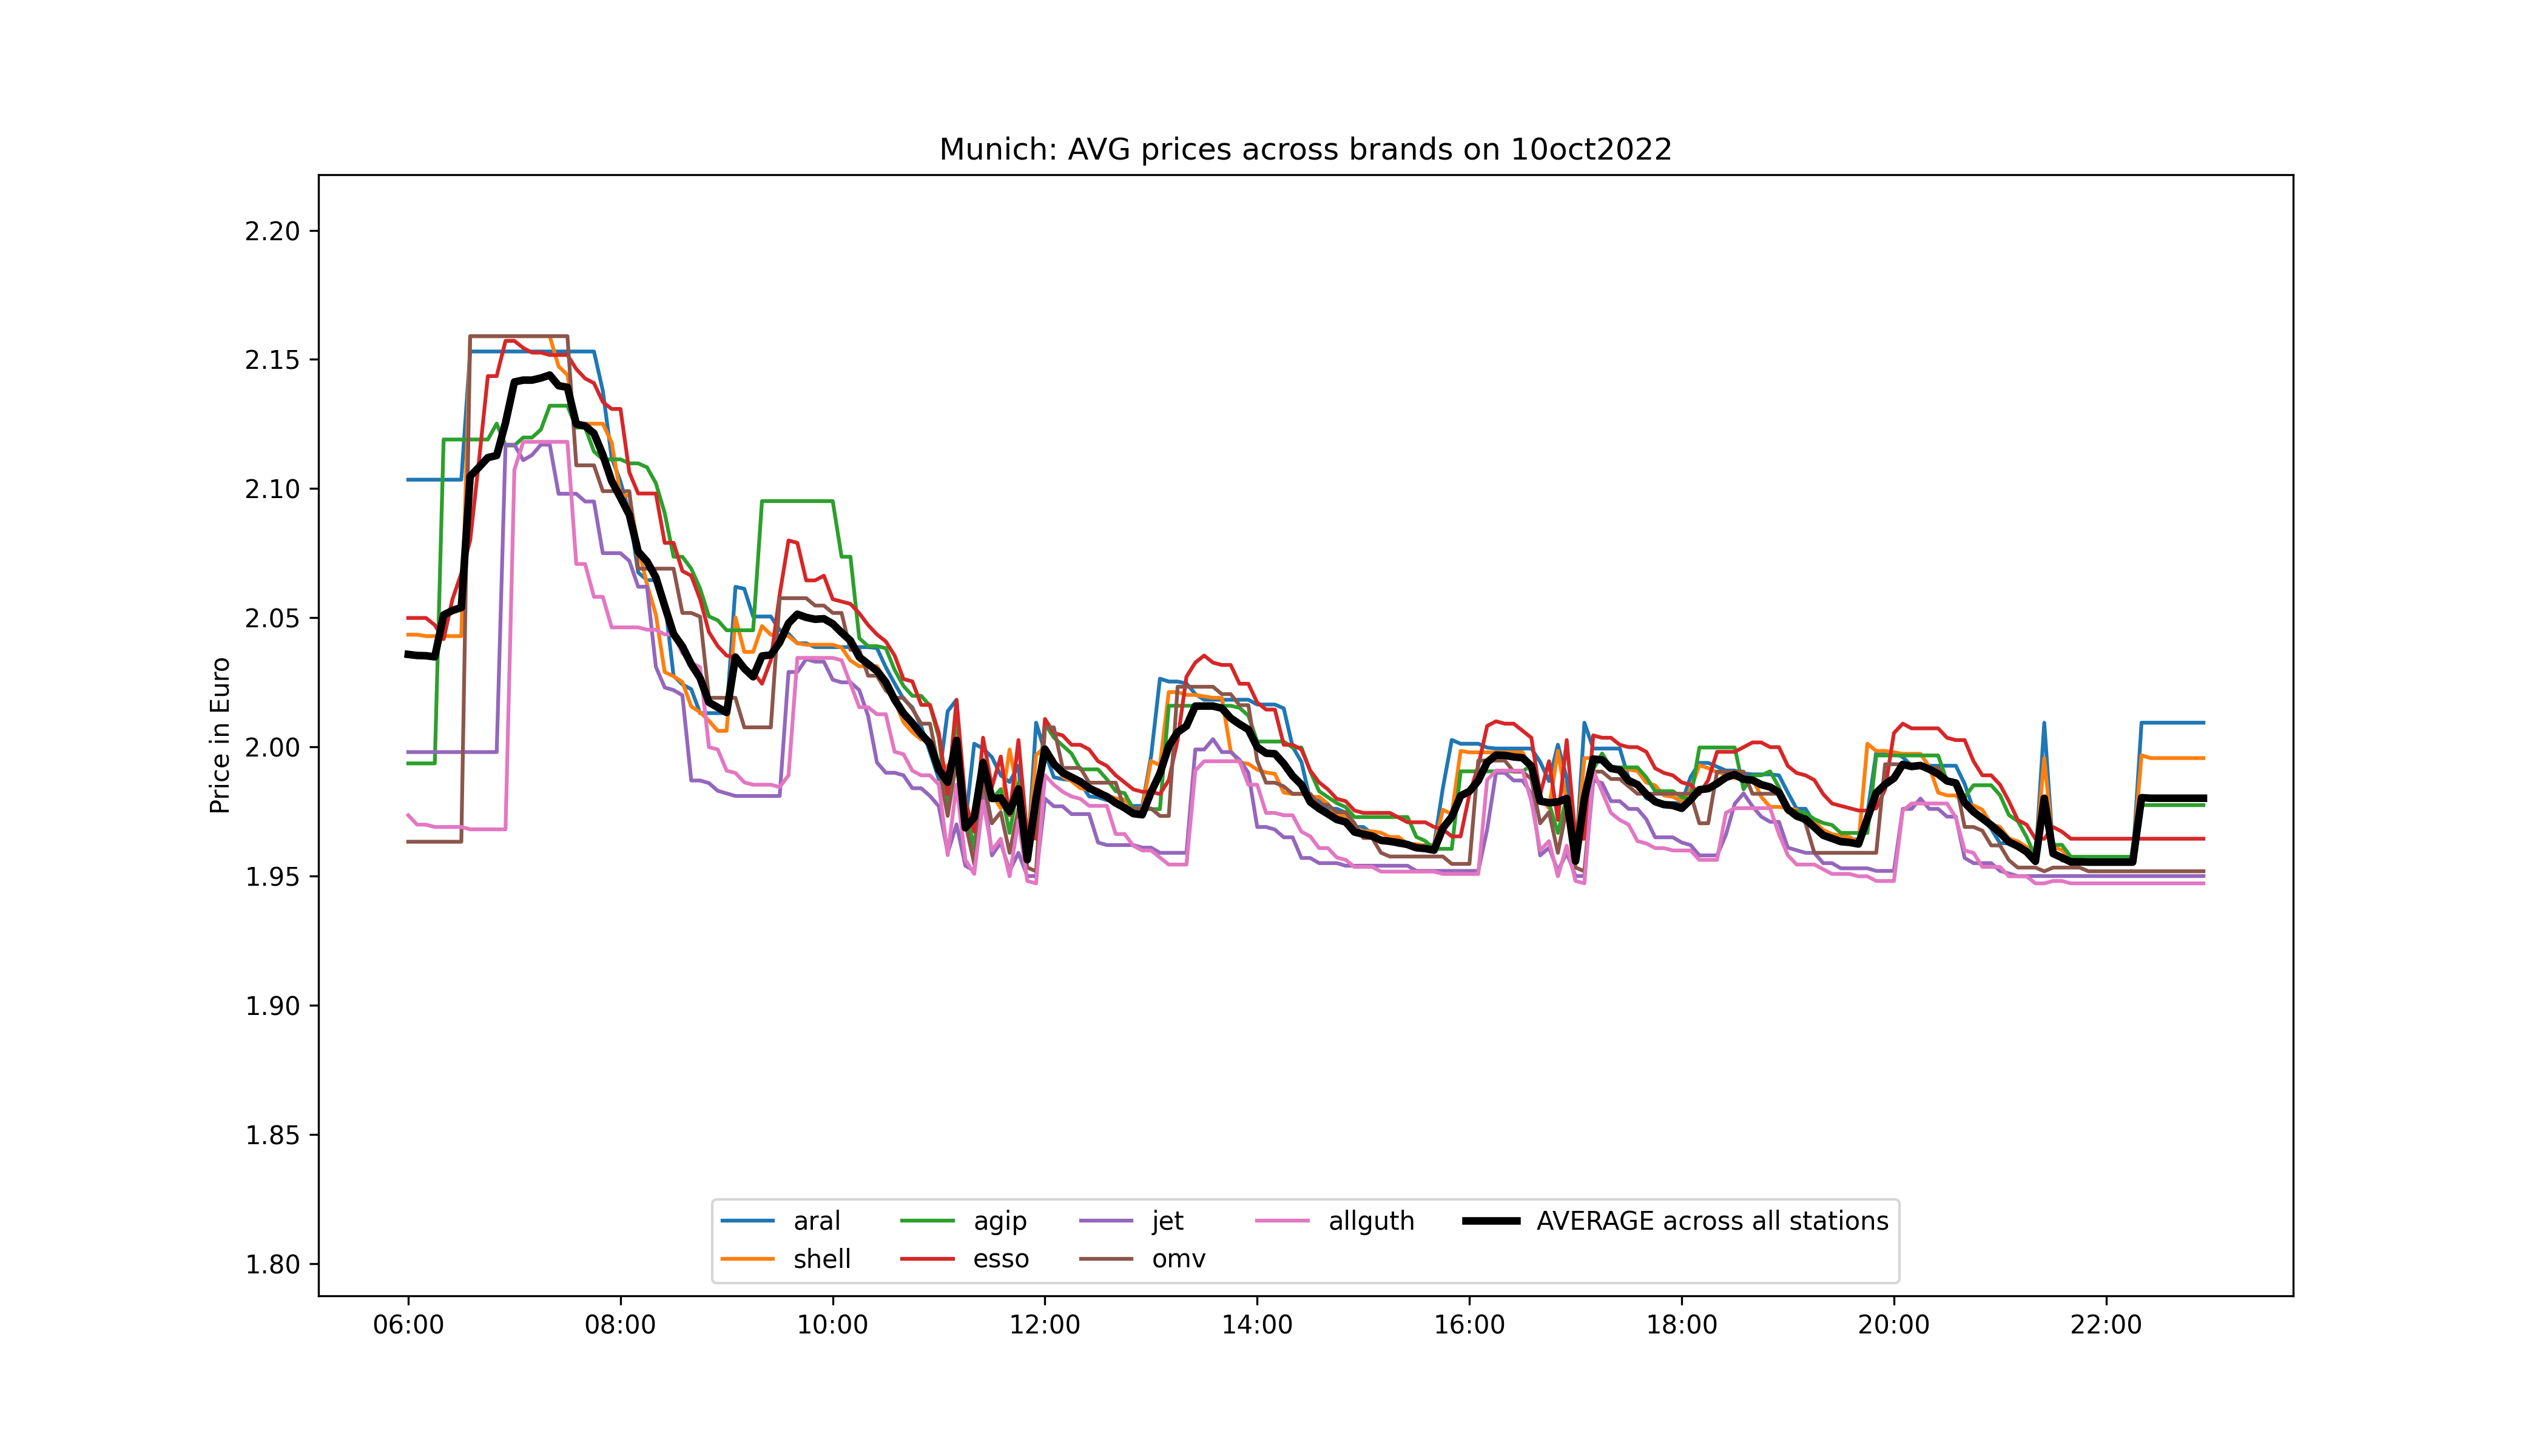 Munich: AVG prices across brands on 10oct2022
Price in Euro
2.20
2.15
2.10
2.05
2.00
1.95
1.90
1.85
1.80
aral
shell
agip
esso
jet
omv
allguth
AVERAGE across all stations
06:00 08:00 10:00 12:00 14:00 16:00 18:00 20:00 22:00